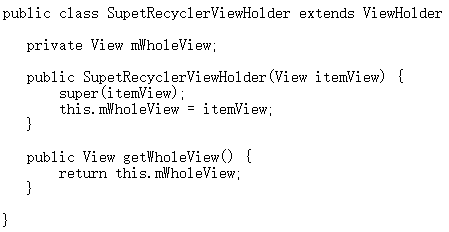 public class SupetRecyclerViewHolder extends ViewHolder
private View mWholeView;
public SupetRecyclerViewHolder(View itemView) {
super(itemView);
this.mWholeView = itemView;
}
public View getWholeView() {
return this.mWholeView;
}
}